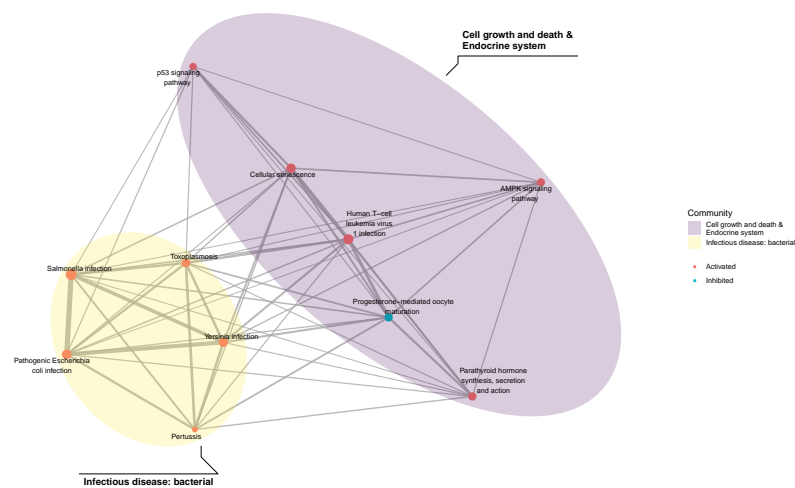 Cell growth and death &
Endocrine system
p53 signaling
pathway
Cellular senescence
AMPK signaling
pathway
Human T−cell
leukemia virus
1 infection
Toxoplasmosis
Salmonella infection
Progesterone−mediated oocyte
maturation
Yersinia infection
Pathogenic Escherichia
coli infection
Parathyroid hormone
synthesis, secretion
and action
Pertussis
Infectious disease: bacterial
Community
Cell growth and death &
Endocrine system
Infectious disease: bacterial
Activated
Inhibited